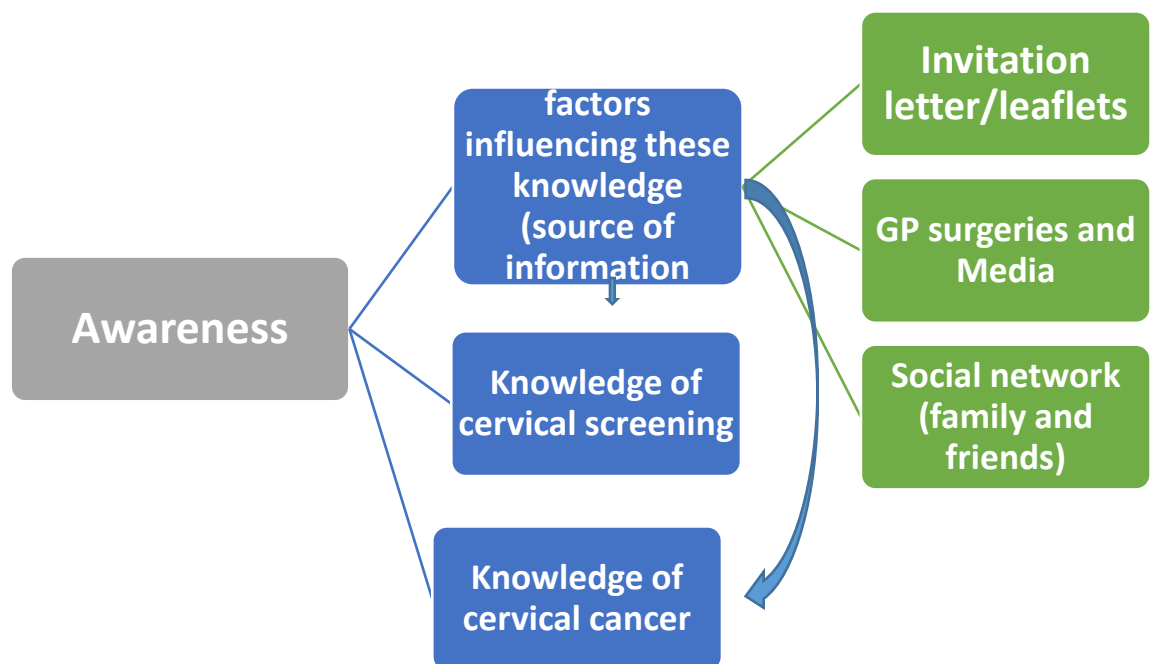 Awareness
factors
influencing these
knowledge
(source of
information
Knowledge of
cervical screening
Knowledge of
cervical cancer
Invitation
letter/leaflets
GP surgeries and
Media
Social network
(family and
friends)